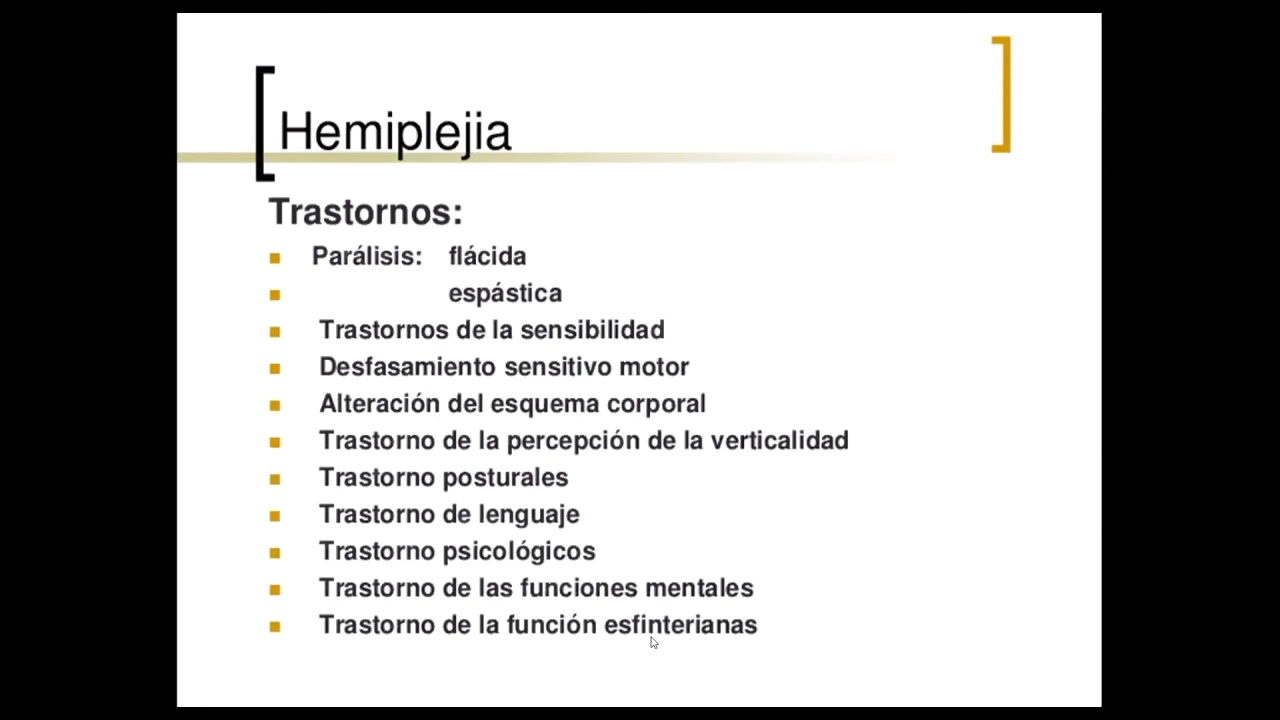 Hemiplejia
Trastornos:
Parálisis: flácida
espástica
Trastornos de la sensibilidad
Desfasamiento sensitivo motor
Alteración del esquema corporal
Trastorno de la percepción de la verticalidad
Trastorno posturales
Trastorno de lenguaje
Trastorno psicológicos
Trastorno de las funciones mentales
Trastorno de la función esfinterianas